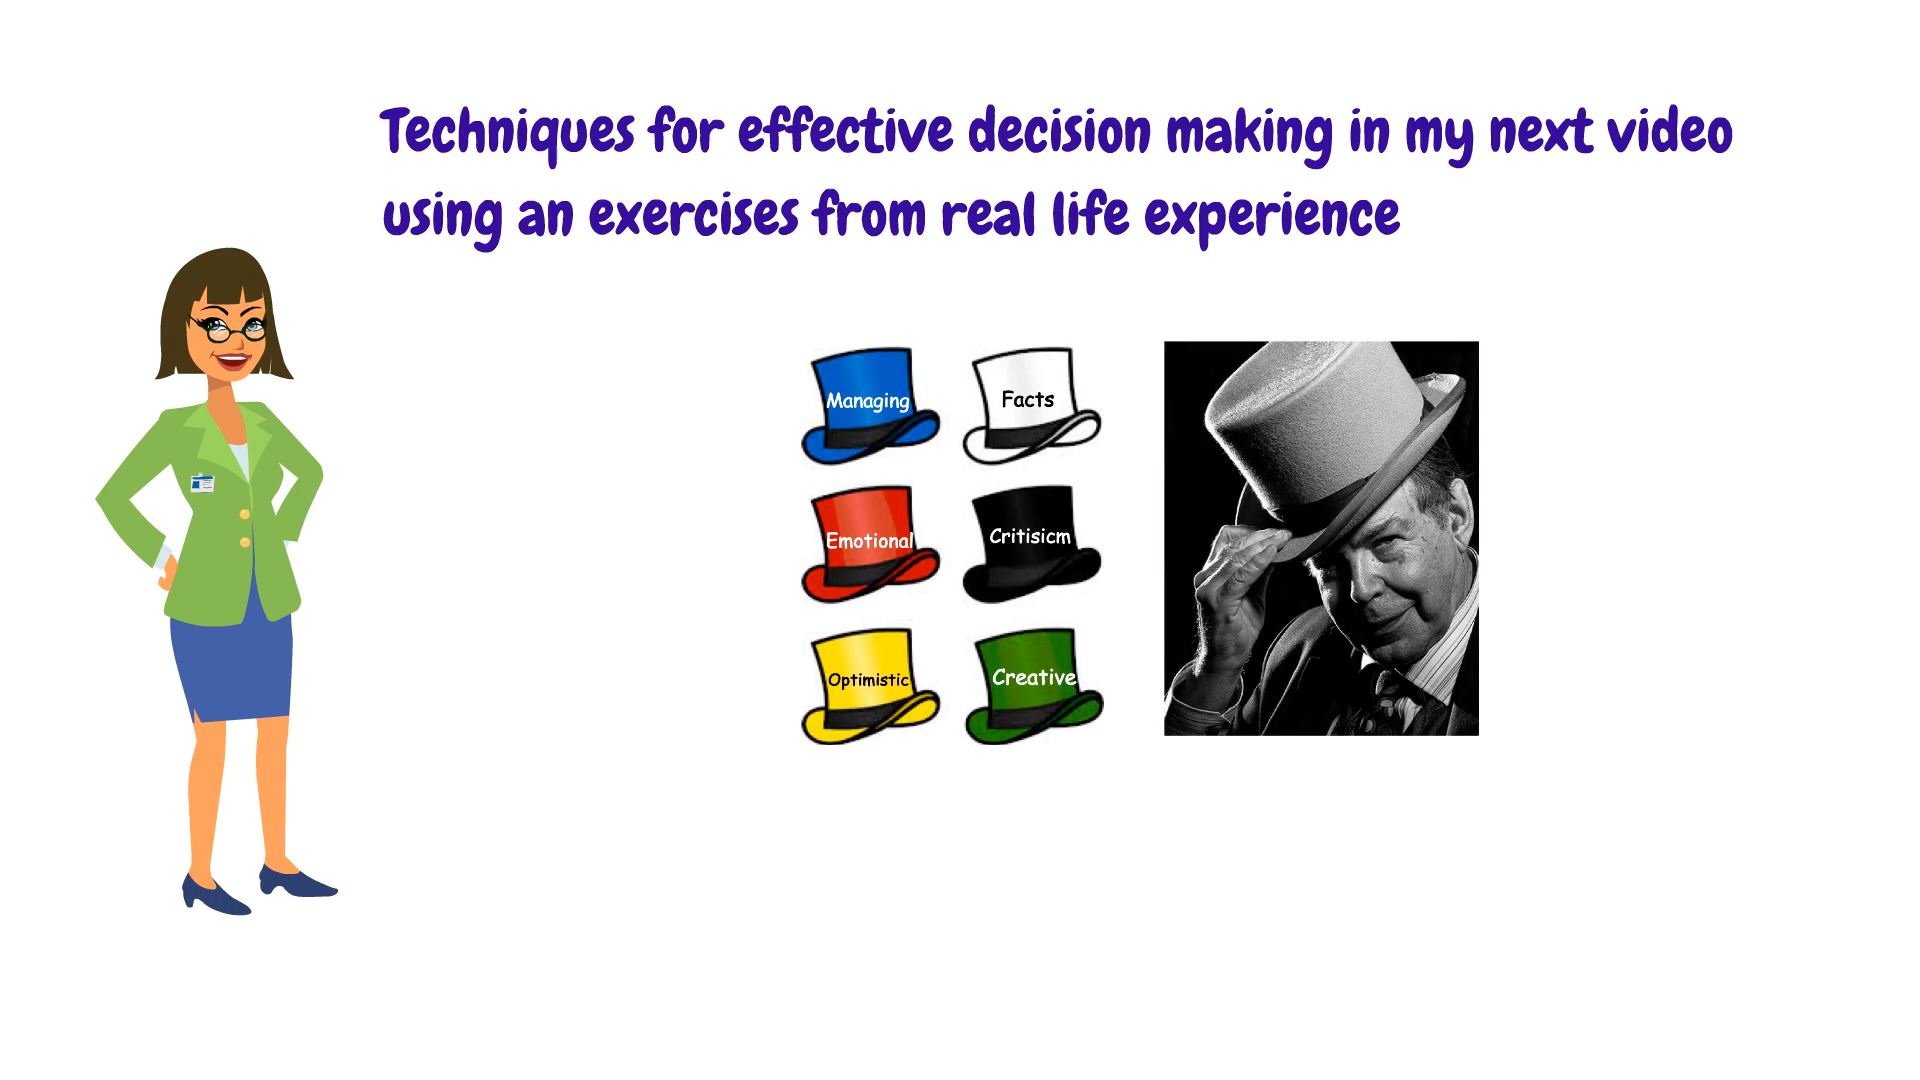 Techniques for effective decision making in my next video
using an exercises from real life experience
Managing
Facts
Emotional
Critisicm
Optimistic
Creative